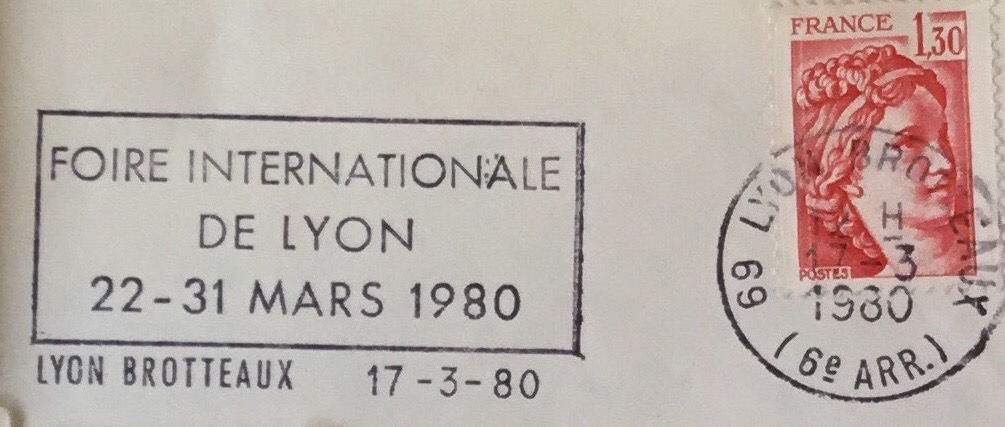 FOIRE INTERNATIONALE
DE LYON
22-31 MARS 1980
LYON BROTTEAUX 17-3-80
FRANCE 1,30
POSTES
69 LYON BROTTEAUX
H
17-3
1980
(6e ARR.)